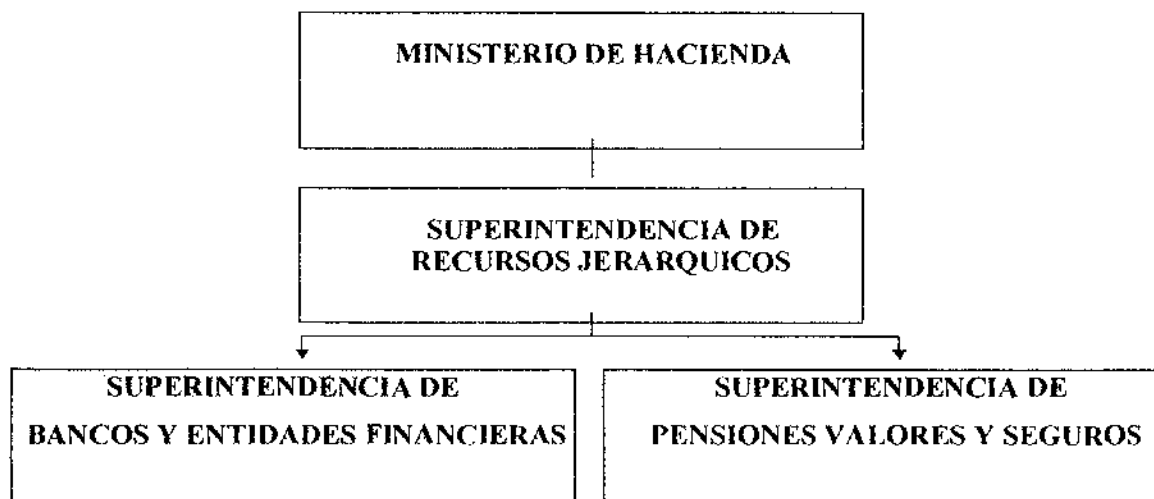 MINISTERIO DE HACIENDA
SUPERINTENDENCIA DE
RECURSOS JERARQUICOS
SUPERINTENDENCIA DE
BANCOS Y ENTIDADES FINANCIERAS
SUPERINTENDENCIA DE
PENSIONES VALORES Y SEGUROS